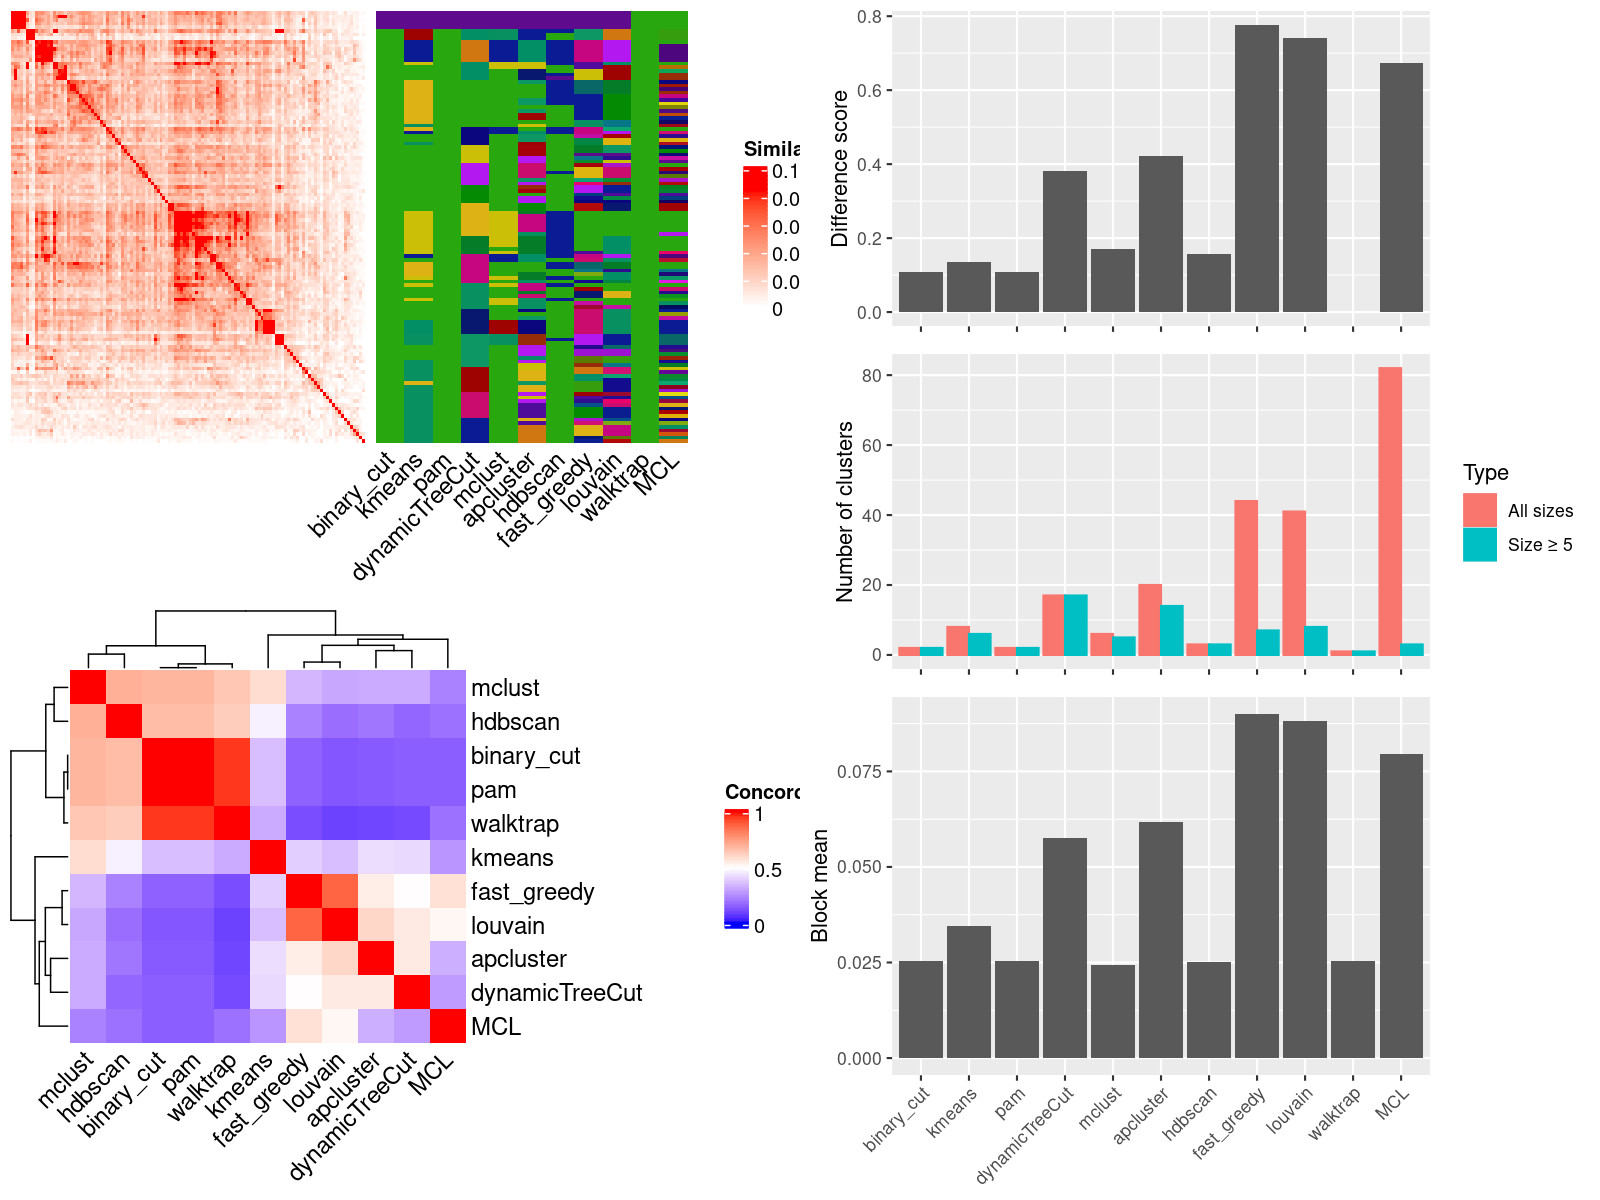 Simila
0.1
0.0
0.0
0.0
0.0
0
binary_cut
kmeans
pam
dynamicTreeCut
mclust
apcluster
hdbscan
fast_greedy
louvain
walktrap
MCL
mclust
hdbscan
binary_cut
pam
walktrap
kmeans
fast_greedy
louvain
apcluster
dynamicTreeCut
MCL
mclust
hdbscan
binary_cut
pam
walktrap
kmeans
fast_greedy
louvain
apcluster
dynamicTreeCut
MCL
Concord
1
0.5
0
Difference score
0.8
0.6
0.4
0.2
0.0
Number of clusters
80
60
40
20
0
Type
All sizes
Size ≥ 5
Block mean
0.075
0.050
0.025
0.000
binary_cut
kmeans
pam
dynamicTreeCut
mclust
apcluster
hdbscan
fast_greedy
louvain
walktrap
MCL